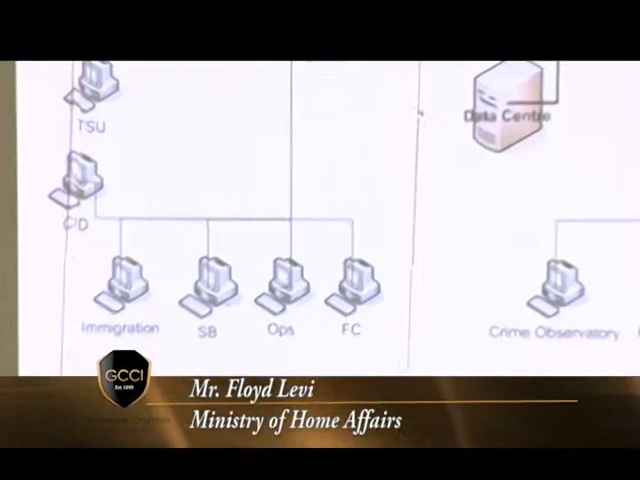 TSU
Data Centre
CID
Immigration
SB
Ops
FC
Crime Observatory
GCCI
Est 1889
Mr. Floyd Levi
Ministry of Home Affairs